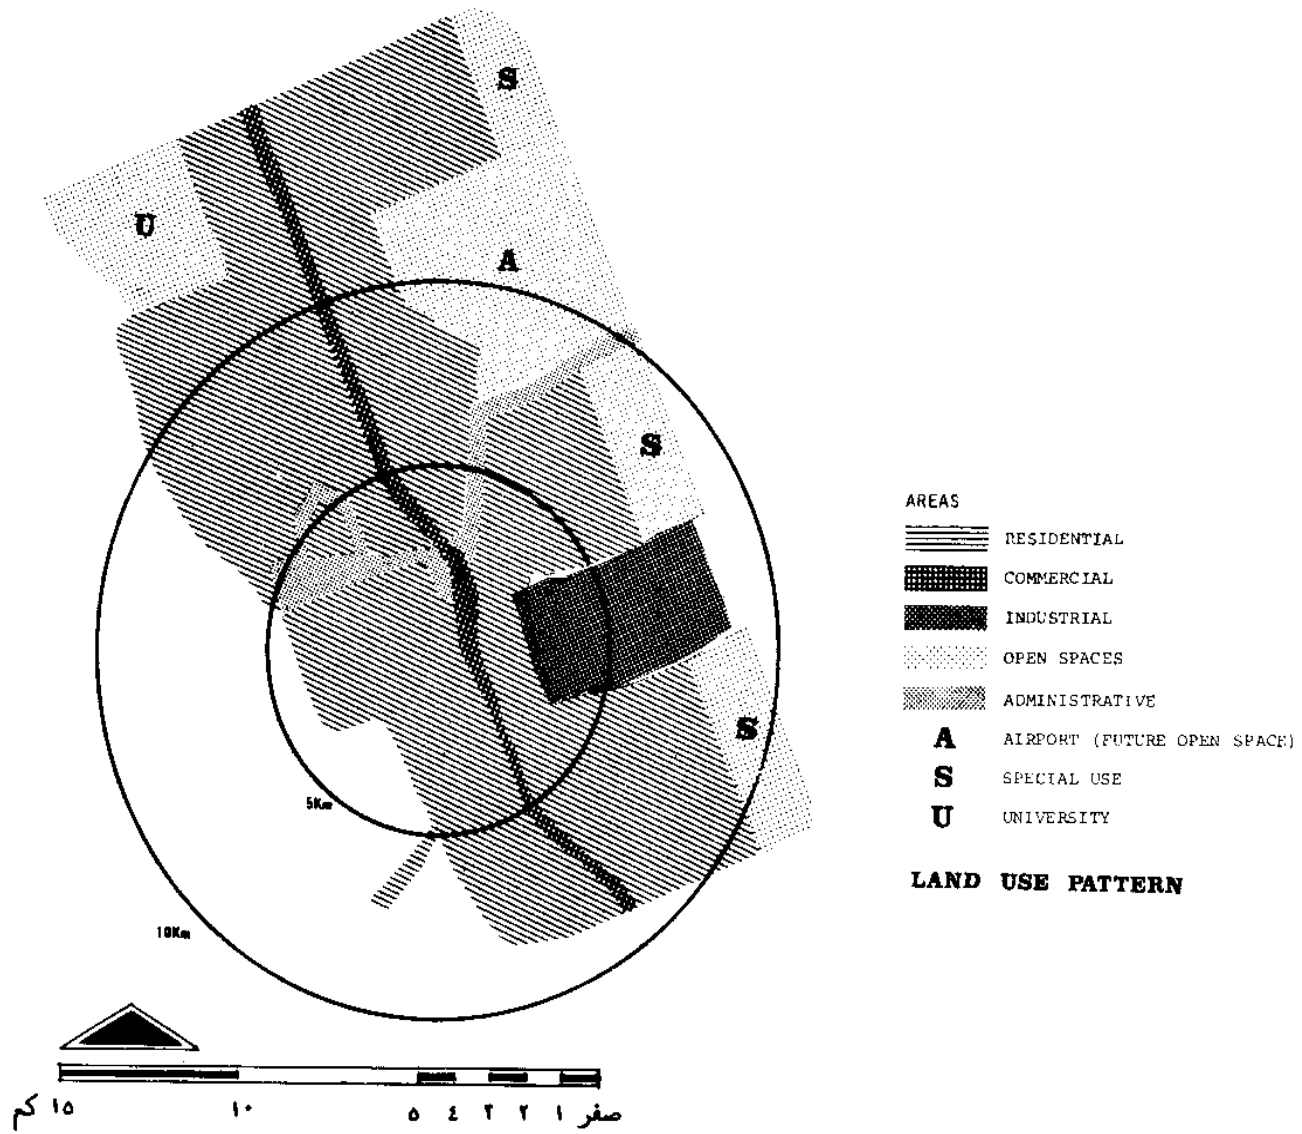 S
U
A
S
S
5Km
10Km
AREAS
RESIDENTIAL
COMMERCIAL
INDUSTRIAL
OPEN SPACES
ADMINISTRATIVE
A AIRPORT (FUTURE OPEN SPACE)
S SPECIAL USE
U UNIVERSITY
LAND USE PATTERN
صفر ١ ٢ ٣ ٤ ٥ ١٠ ١٥ كم